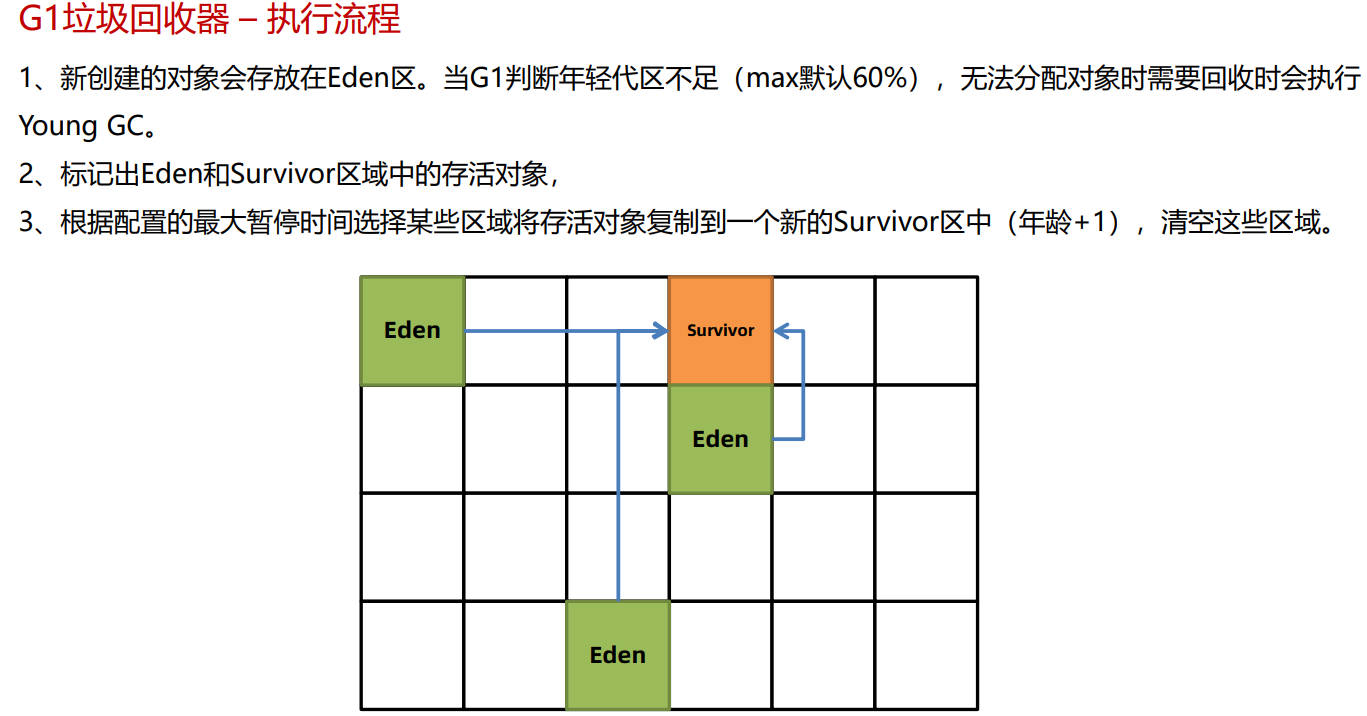 G1垃圾回收器 – 执行流程
1、新创建的对象会存放在Eden区。当G1判断年轻代区不足（max默认60%），无法分配对象时需要回收时会执行
Young GC。
2、标记出Eden和Survivor区域中的存活对象，
3、根据配置的最大暂停时间选择某些区域将存活对象复制到一个新的Survivor区中（年龄+1），清空这些区域。
Eden
Survivor
Eden
Eden